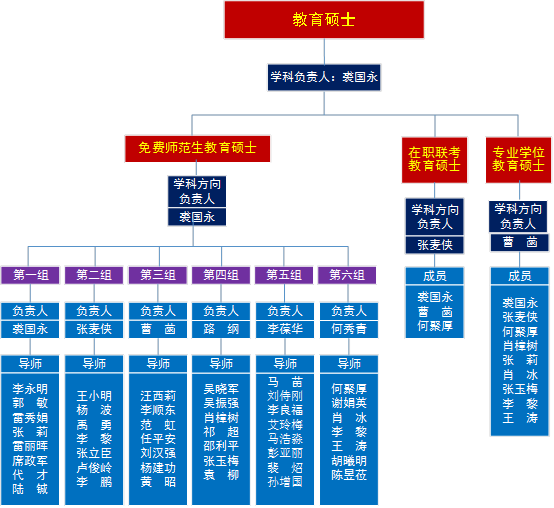 教育硕士
学科负责人：裘国永
免费师范生教育硕士
在职联考
教育硕士
专业学位
教育硕士
学科方向
负责人
裘国永
学科方向
负责人
张麦侠
学科方向
负责人
曹 菡
第一组
第二组
第三组
第四组
第五组
第六组
成员
裘国永
曹 菡
何聚厚
成员
裘国永
张麦侠
何聚厚
肖樟树
张 莉
肖 冰
张玉梅
李 黎
王 涛
负责人
裘国永
负责人
张麦侠
负责人
曹 菡
负责人
路 纲
负责人
李葆华
负责人
何秀青
导师
李永明
郭 敏
雷秀娟
张 莉
雷丽晖
席政军
代 才
陆 铖
导师
王小明
杨 波
禹 勇
李 黎
张立臣
卢俊岭
李 鹏
导师
汪西莉
李顺东
范 虹
任平安
刘汉强
杨建功
黄 昭
导师
吴晓军
吴振强
肖樟树
祁 超
邵利平
张玉梅
袁 柳
导师
马 苗
刘侍刚
李良福
艾玲梅
马浩淼
彭亚丽
裴 炤
孙增国
导师
何聚厚
谢娟英
肖 冰
李 黎
王 涛
胡曦明
陈昱莅